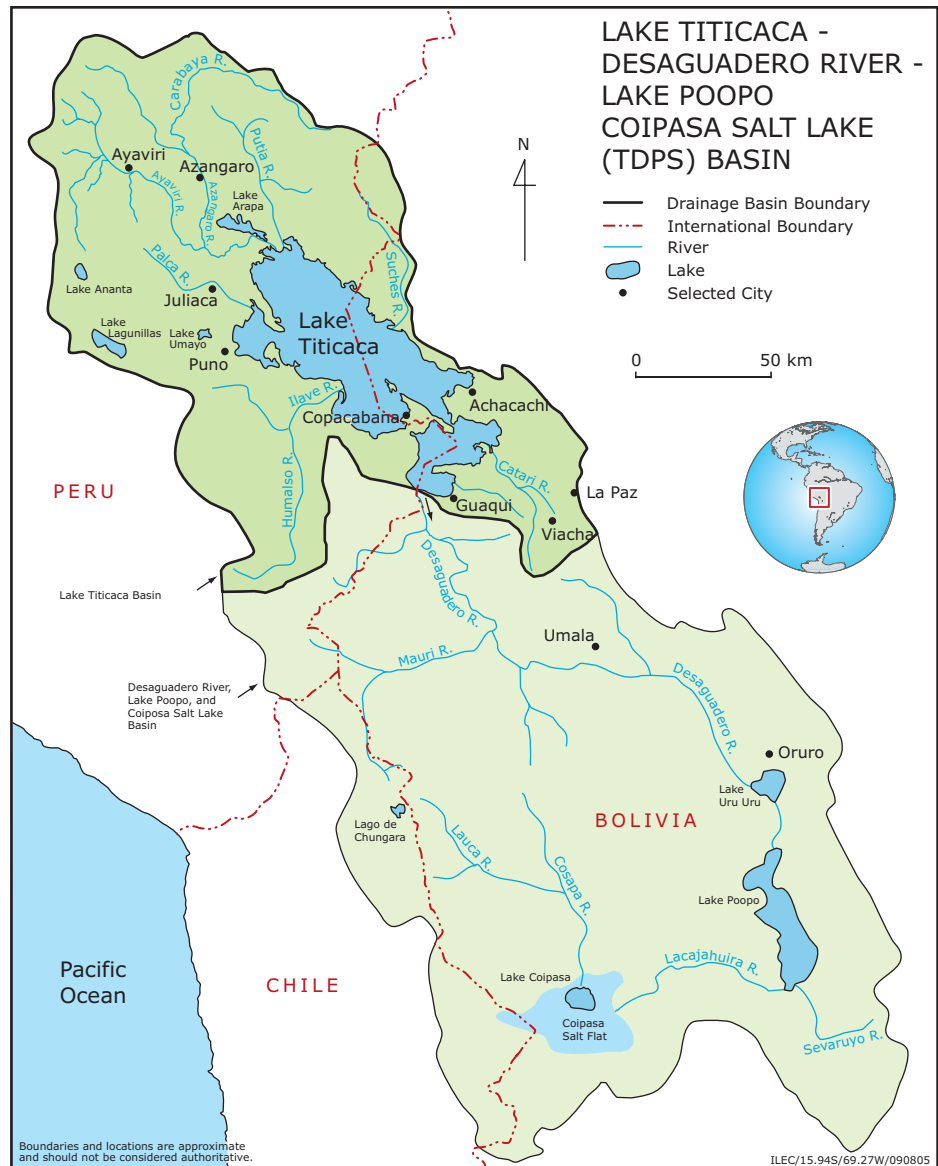 LAKE TITICACA -
DESAGUADERO RIVER -
LAKE POOPO
COIPASA SALT LAKE
(TDPS) BASIN
N
Drainage Basin Boundary
International Boundary
River
Lake
Selected City
0 50 km
Carabaya R.
Putia R.
Ayaviri
Azangaro
Ayaviri R.
Azangaro R.
Lake
Arapa
Suches R.
Palca R.
Lake Ananta
Juliaca
Lake
Lagunillas
Lake
Umayo
Puno
Lake
Titicaca
Ilave R.
Copacabana
Achacachi
Humalso R.
Catari R.
La Paz
Guaqui
Viacha
PERU
Lake Titicaca Basin
Desaguadero R.
Umala
Mauri R.
Desaguadero River,
Lake Poopo, and
Coiposa Salt Lake
Basin
Desaguadero R.
Oruro
Lake
Uru Uru
Lago de
Chungara
BOLIVIA
Lauca R.
Cosapa R.
Lake Poopo
Lacajahuira R.
Pacific
Ocean
CHILE
Lake Coipasa
Coipasa
Salt Flat
Sevaruyo R.
Boundaries and locations are approximate
and should not be considered authoritative.
ILEC/15.94S/69.27W/090805